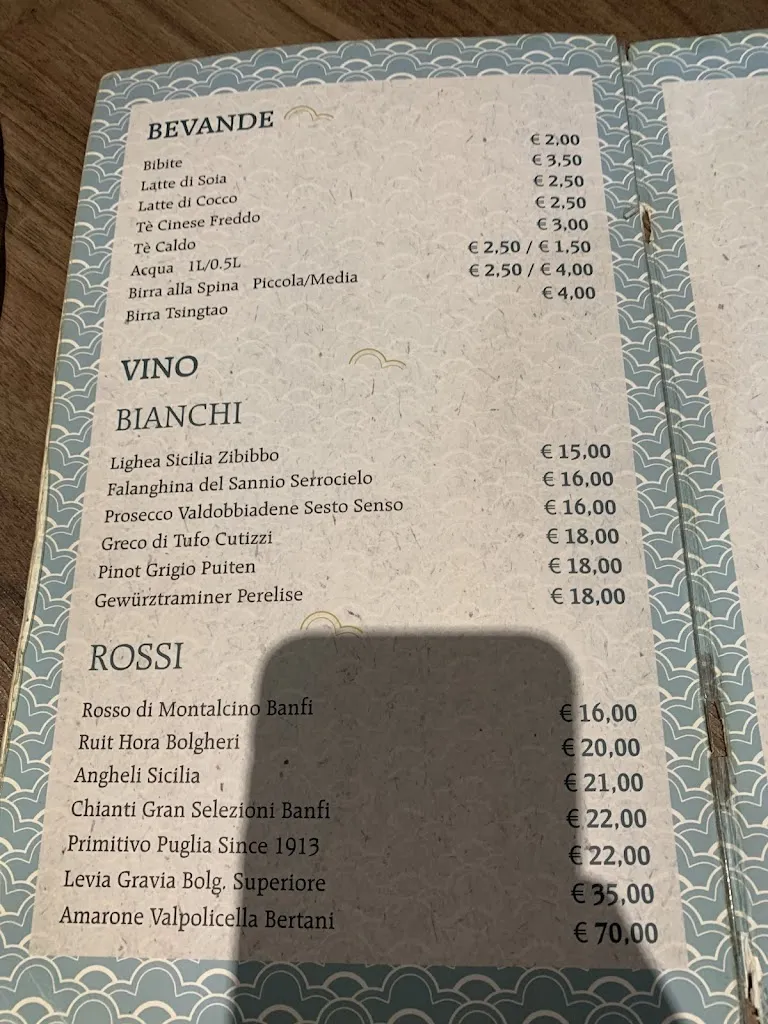 BEVANDE
Bibite € 2,00
Latte di Soia € 3,50
Latte di Cocco € 2,50
Tè Cinese Freddo € 2,50
Tè Caldo € 3,00
Acqua 1L/0.5L € 2,50 / € 1,50
Birra alla Spina Piccola/Media € 2,50 / € 4,00
Birra Tsingtao € 4,00
VINO
BIANCHI
Lighea Sicilia Zibibbo € 15,00
Falanghina del Sannio Serrocielo € 16,00
Prosecco Valdobbiadene Sesto Senso € 16,00
Greco di Tufo Cutizzi € 18,00
Pinot Grigio Puiten € 18,00
Gewürztraminer Perelise € 18,00
ROSSI
Rosso di Montalcino Banfi € 16,00
Ruit Hora Bolgheri € 20,00
Angheli Sicilia € 21,00
Chianti Gran Selezioni Banfi € 22,00
Primitivo Puglia Since 1913 € 22,00
Levia Gravia Bolg. Superiore € 35,00
Amarone Valpolicella Bertani € 70,00